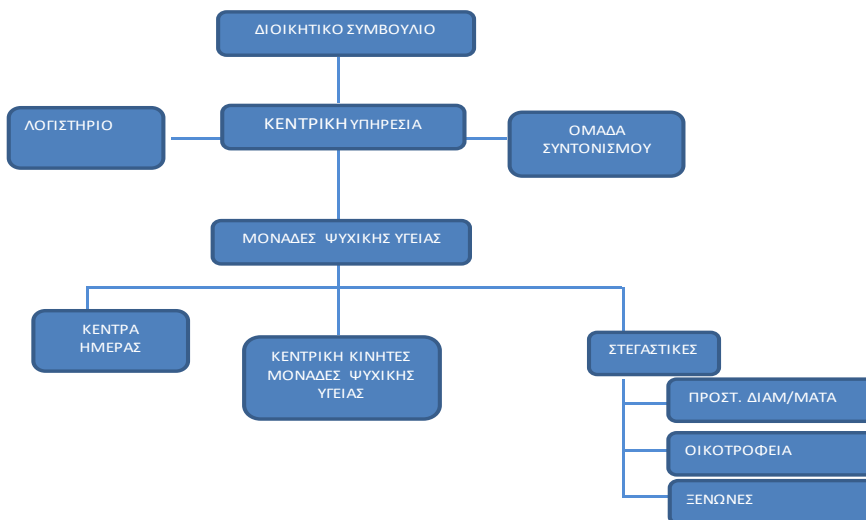 ΔΙΟΙΚΗΤΙΚΟ ΣΥΜΒΟΥΛΙΟ
ΛΟΓΙΣΤΗΡΙΟ
ΚΕΝΤΡΙΚΗ ΥΠΗΡΕΣΙΑ
ΟΜΑΔΑ
ΣΥΝΤΟΝΙΣΜΟΥ
ΜΟΝΑΔΕΣ ΨΥΧΙΚΗΣ ΥΓΕΙΑΣ
ΚΕΝΤΡΑ
ΗΜΕΡΑΣ
ΚΕΝΤΡΙΚΗ ΚΙΝΗΤΕΣ
ΜΟΝΑΔΕΣ ΨΥΧΙΚΗΣ
ΥΓΕΙΑΣ
ΣΤΕΓΑΣΤΙΚΕΣ
ΠΡΟΣΤ. ΔΙΑΜ/ΜΑΤΑ
ΟΙΚΟΤΡΟΦΕΙΑ
ΞΕΝΩΝΕΣ